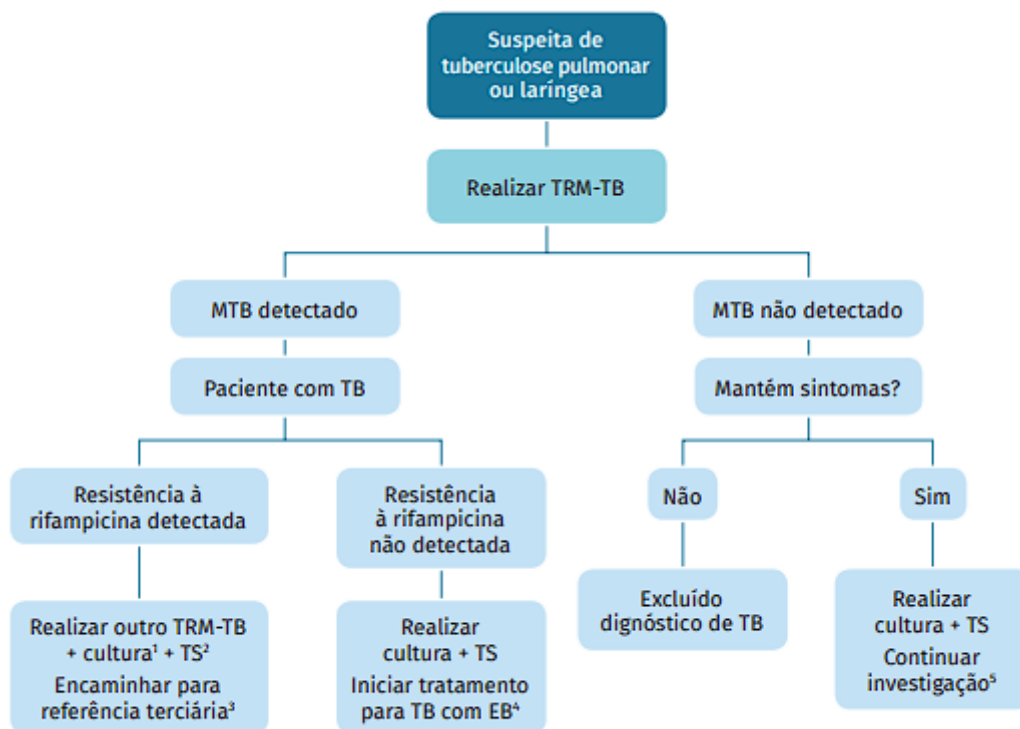 Suspeita de
tuberculose pulmonar
ou laríngea
Realizar TRM-TB
MTB detectado
MTB não detectado
Paciente com TB
Mantém sintomas?
Resistência à
rifampicina detectada
Resistência
à rifampicina
não detectada
Não
Sim
Realizar outro TRM-TB
+ cultura¹ + TS²
Encaminhar para
referência terciária³
Realizar
cultura + TS
Iniciar tratamento
para TB com EB⁴
Excluído
dignóstico de TB
Realizar
cultura + TS
Continuar
investigação⁵